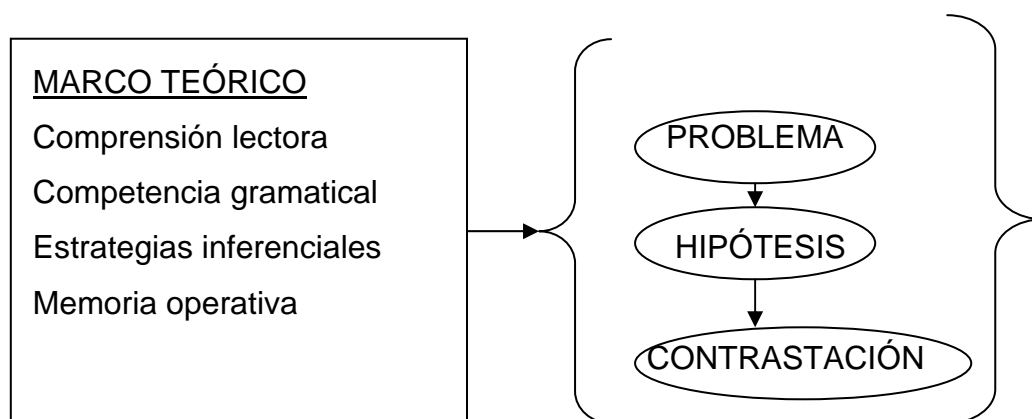 MARCO TEÓRICO
Comprensión lectora
Competencia gramatical
Estrategias inferenciales
Memoria operativa
PROBLEMA
HIPÓTESIS
CONTRASTACIÓN